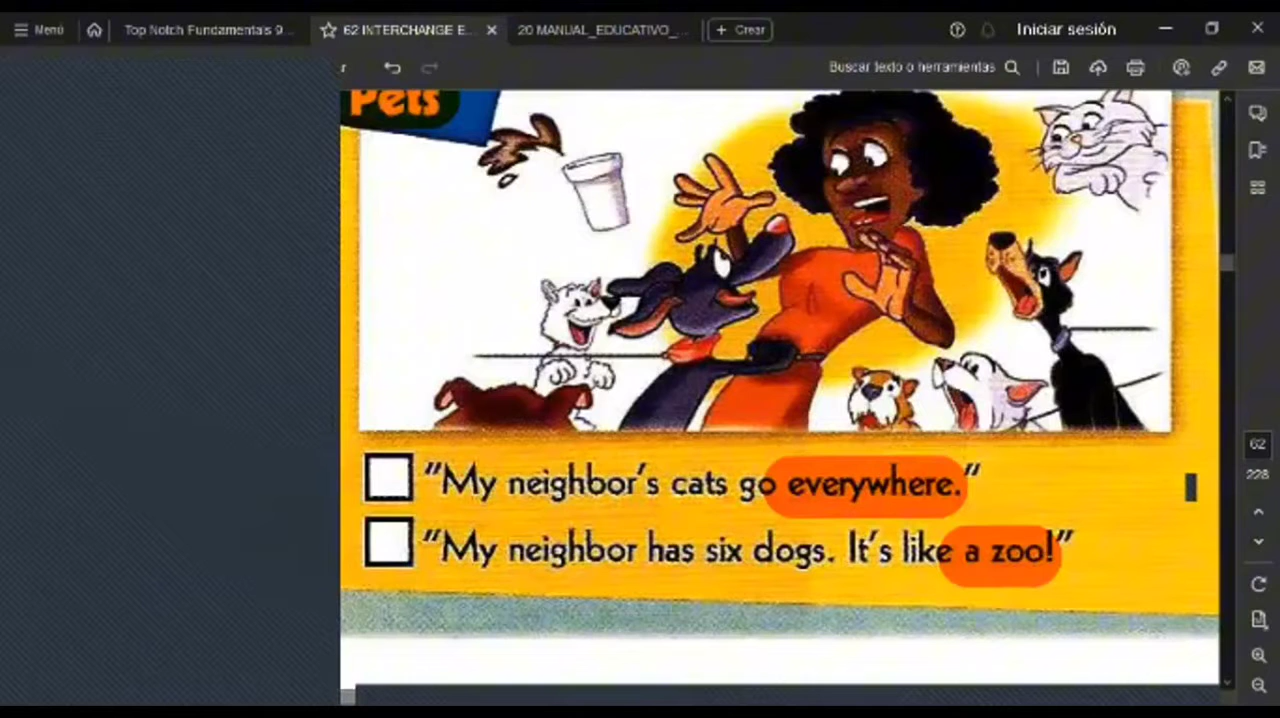 Menú Top Notch Fundamentals 9... 62 INTERCHANGE E... 20 MANUAL_EDUCATIVO_... + Crear Iniciar sesión
r Buscar texto o herramientas
Pets
"My neighbor's cats go everywhere."
"My neighbor has six dogs. It's like a zoo!"
62
228